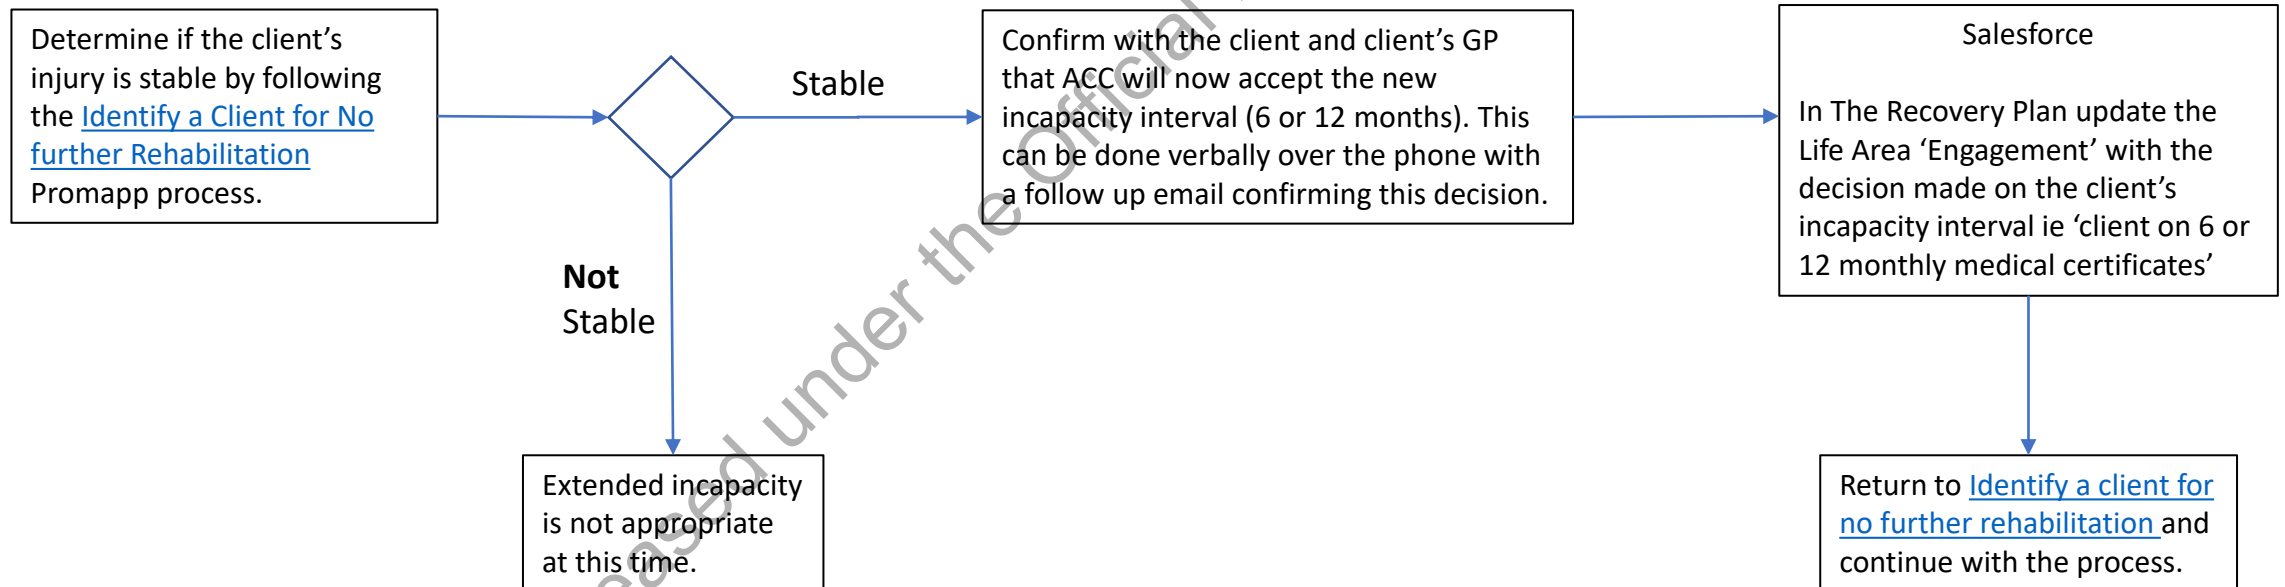 Determine if the client’s
injury is stable by following
the Identify a Client for No
further Rehabilitation
Promapp process.
Stable
Not
Stable
Confirm with the client and client’s GP
that ACC will now accept the new
incapacity interval (6 or 12 months). This
can be done verbally over the phone with
a follow up email confirming this decision.
Salesforce
In The Recovery Plan update the
Life Area ‘Engagement’ with the
decision made on the client’s
incapacity interval ie ‘client on 6 or
12 monthly medical certificates’
Extended incapacity
is not appropriate
at this time.
Return to Identify a client for
no further rehabilitation and
continue with the process.
under the Official